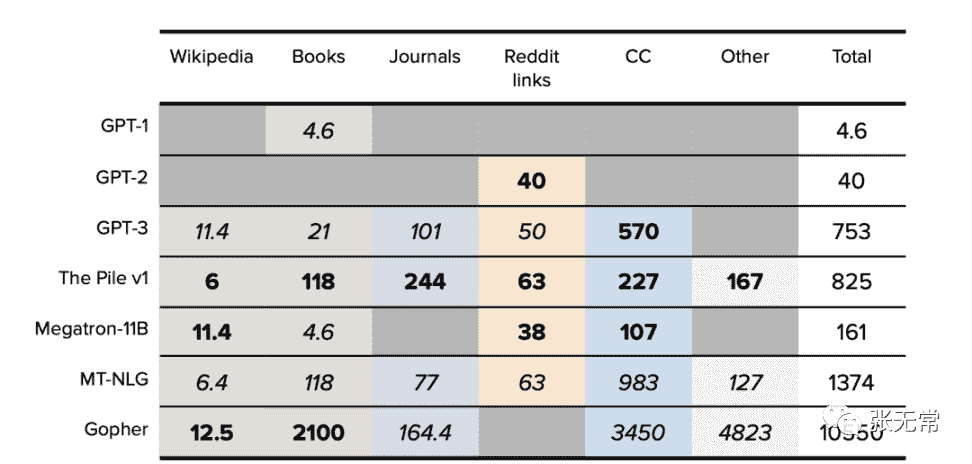 Wikipedia Books Journals Reddit links CC Other Total
GPT-1 4.6 4.6
GPT-2 40 40
GPT-3 11.4 21 101 50 570 753
The Pile v1 6 118 244 63 227 167 825
Megatron-11B 11.4 4.6 38 107 161
MT-NLG 6.4 118 77 63 983 127 1374
Gopher 12.5 2100 164.4 3450 4823 10550
张无常